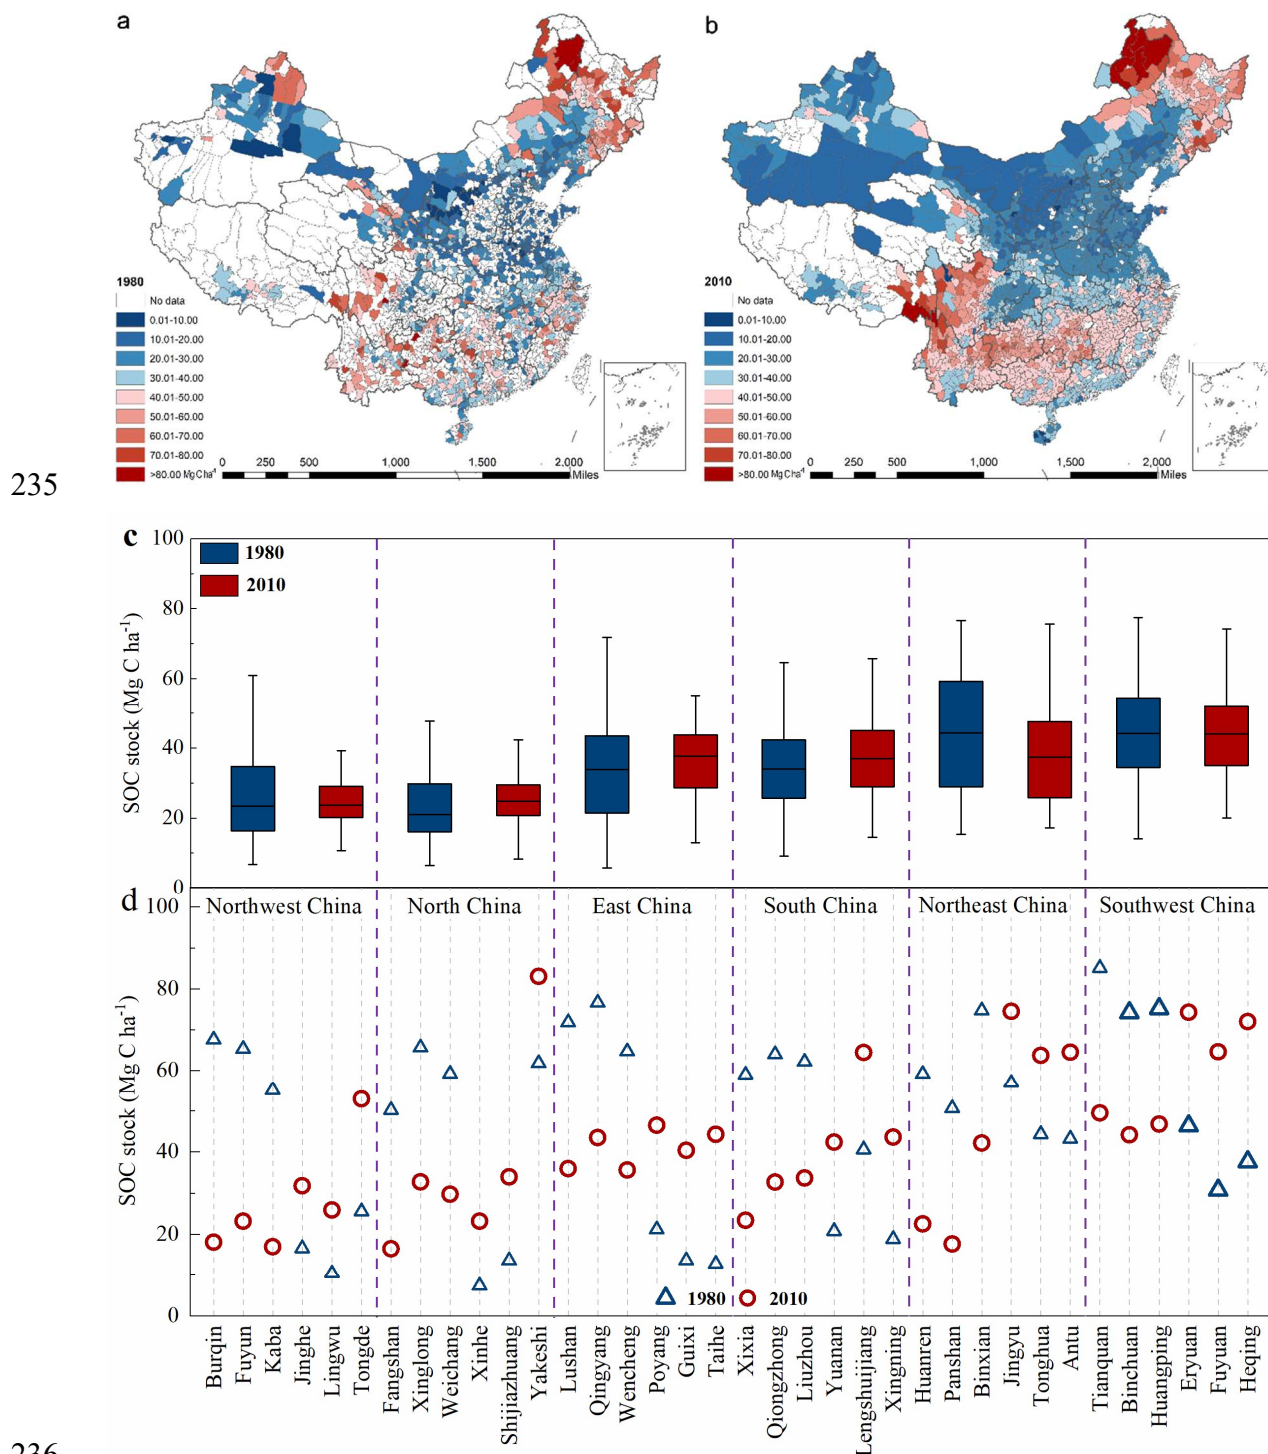 a
b
1980
No data
0.01-10.00
10.01-20.00
20.01-30.00
30.01-40.00
40.01-50.00
50.01-60.00
60.01-70.00
70.01-80.00
>80.00 Mg C ha-1
0 250 500 1,000 1,500 2,000 Miles
2010
No data
0.01-10.00
10.01-20.00
20.01-30.00
30.01-40.00
40.01-50.00
50.01-60.00
60.01-70.00
70.01-80.00
>80.00 Mg C ha-1
0 250 500 1,000 1,500 2,000 Miles
235
c
1980
2010
SOC stock (Mg C ha-1)
100
80
60
40
20
0
d
Northwest China North China East China South China Northeast China Southwest China
SOC stock (Mg C ha-1)
100
80
60
40
20
0
1980 2010
Burqin
Fuyun
Kaba
Jinghe
Lingwu
Tongde
Fangshan
Xinglong
Weichang
Xinhe
Shijiazhuang
Yakeshi
Lushan
Qingyang
Wencheng
Poyang
Guixi
Taihe
Xixia
Qiongzhong
Liuzhou
Yuanan
Lengshuijiang
Xingning
Huanren
Panshan
Binxian
Jingyu
Tonghua
Antu
Tianquan
Binchuan
Huangping
Eryuan
Fuyuan
Heqing
236